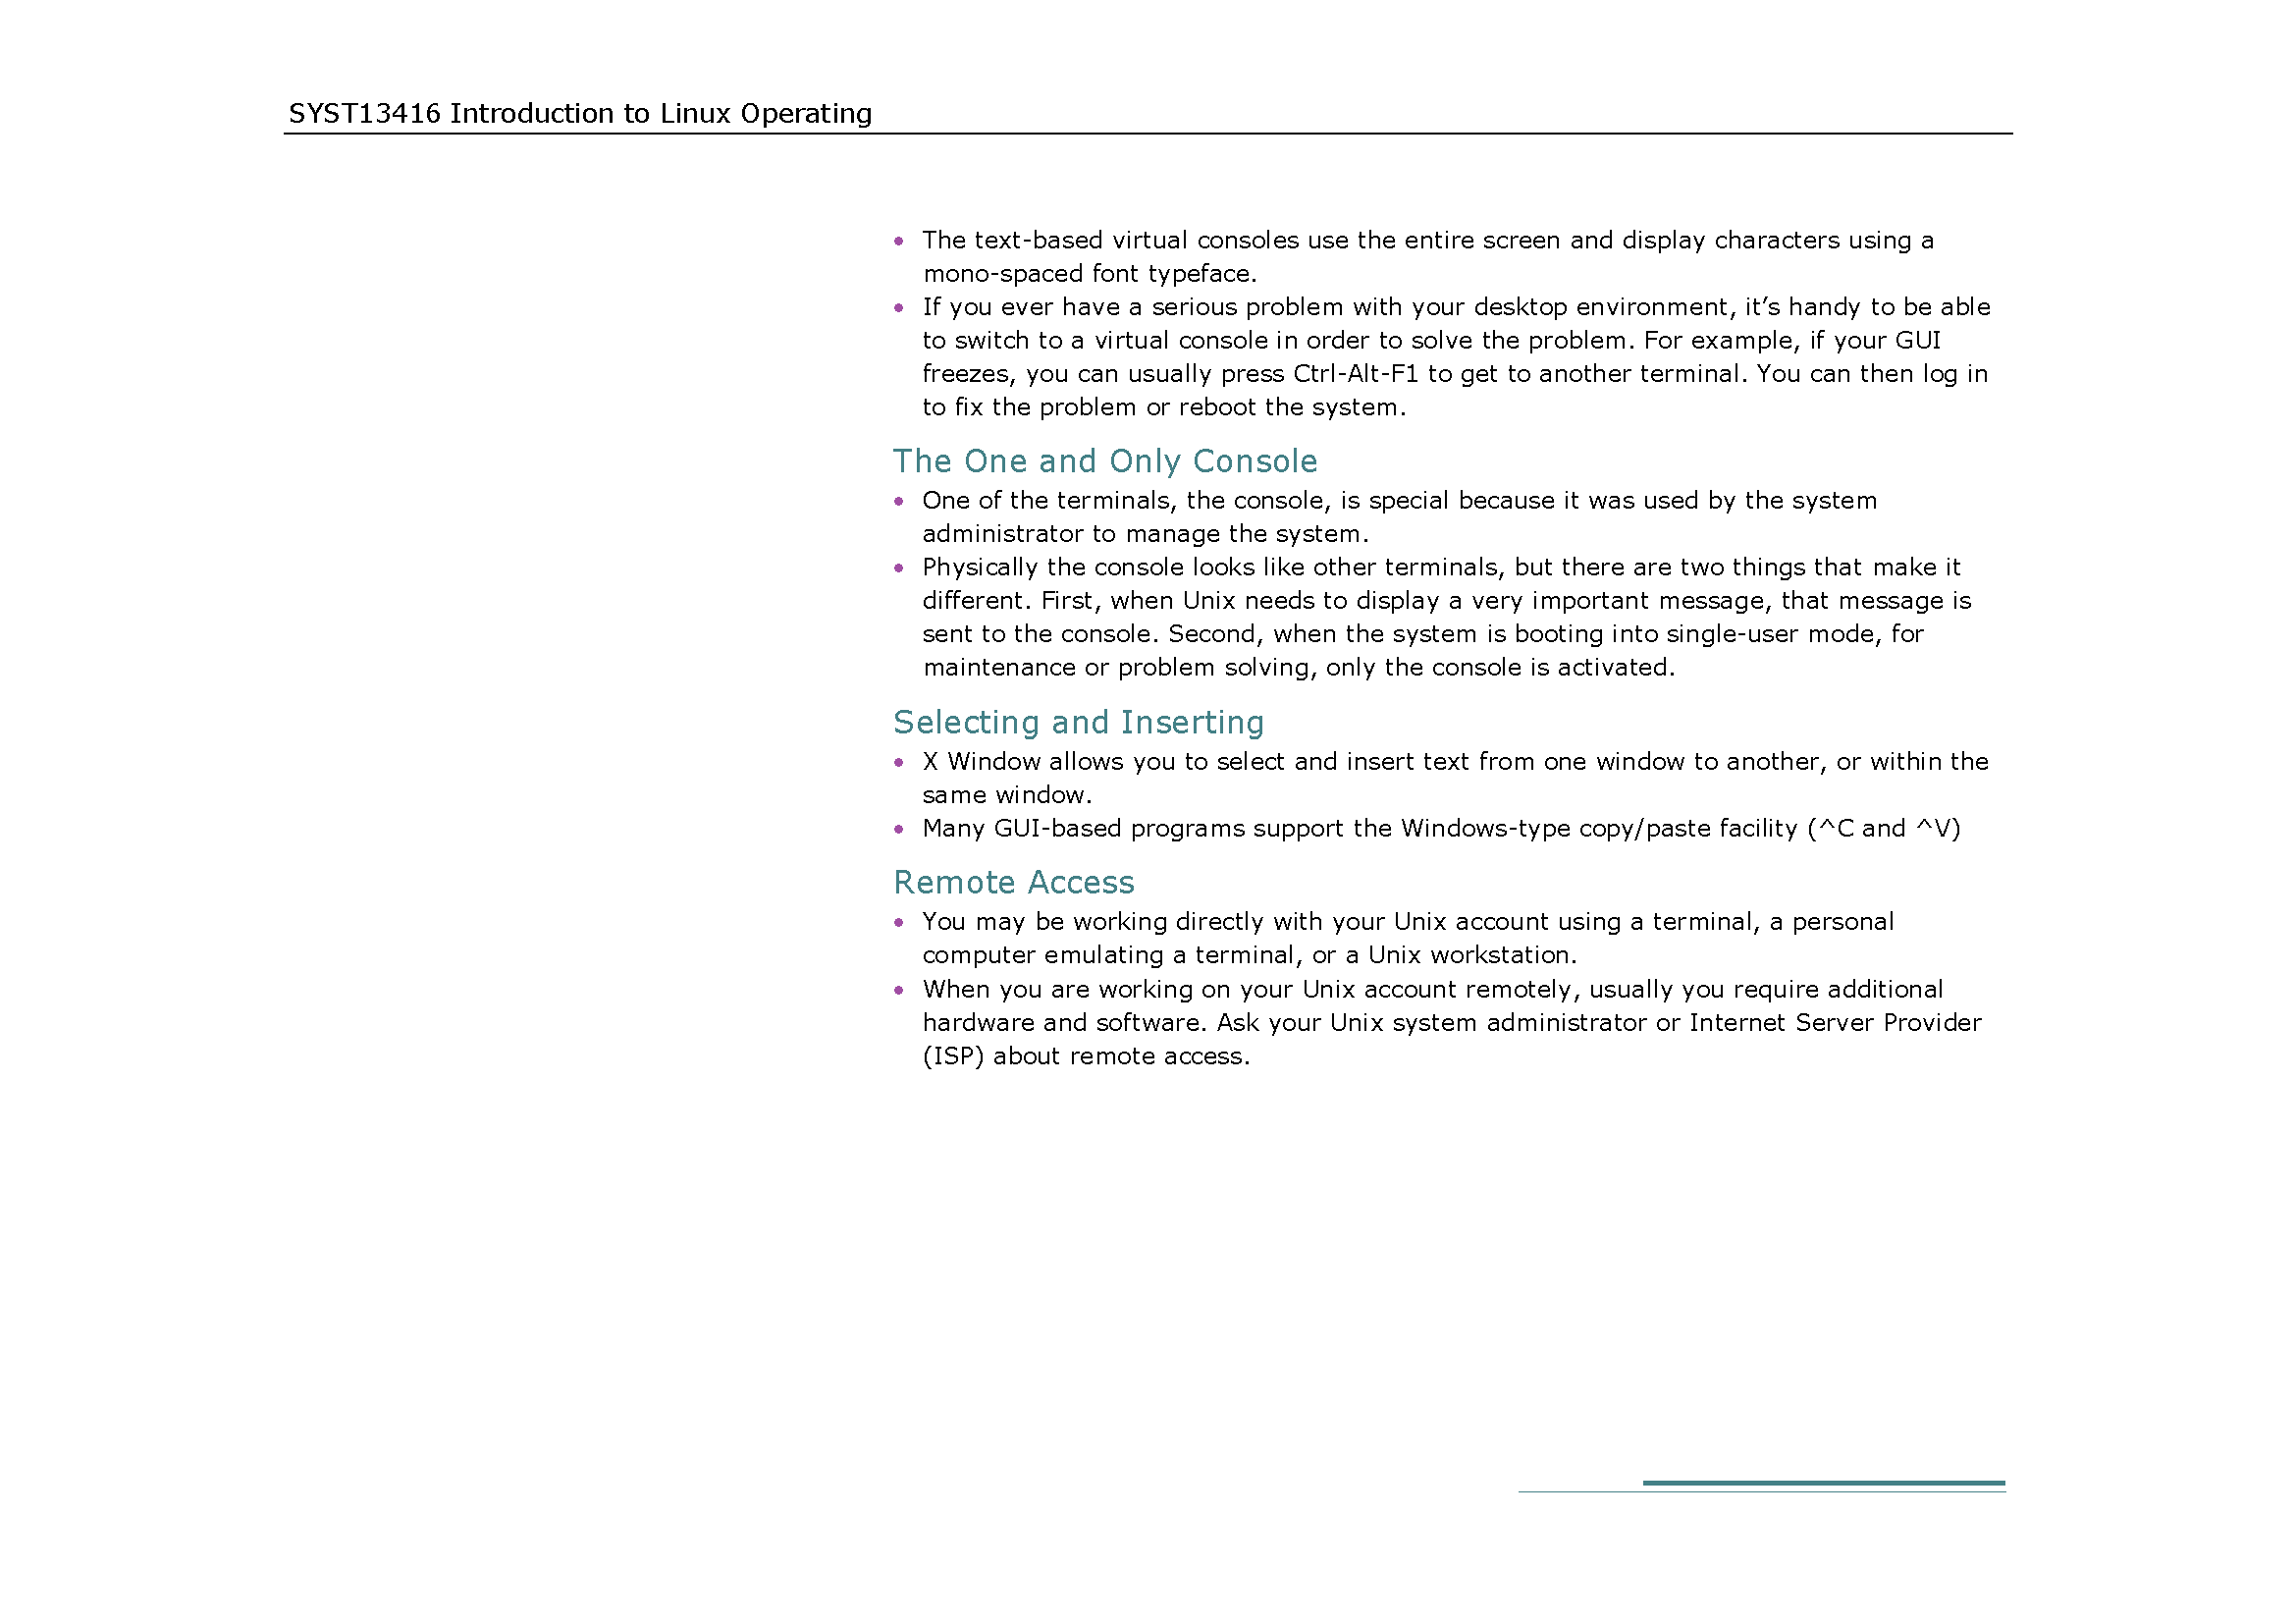 SYST13416 Introduction to Linux Operating
• The text-based virtual consoles use the entire screen and display characters using a
mono-spaced font typeface.
• If you ever have a serious problem with your desktop environment, it’s handy to be able
to switch to a virtual console in order to solve the problem. For example, if your GUI
freezes, you can usually press Ctrl-Alt-F1 to get to another terminal. You can then log in
to fix the problem or reboot the system.
The One and Only Console
• One of the terminals, the console, is special because it was used by the system
administrator to manage the system.
• Physically the console looks like other terminals, but there are two things that make it
different. First, when Unix needs to display a very important message, that message is
sent to the console. Second, when the system is booting into single-user mode, for
maintenance or problem solving, only the console is activated.
Selecting and Inserting
• X Window allows you to select and insert text from one window to another, or within the
same window.
• Many GUI-based programs support the Windows-type copy/paste facility (^C and ^V)
Remote Access
• You may be working directly with your Unix account using a terminal, a personal
computer emulating a terminal, or a Unix workstation.
• When you are working on your Unix account remotely, usually you require additional
hardware and software. Ask your Unix system administrator or Internet Server Provider
(ISP) about remote access.